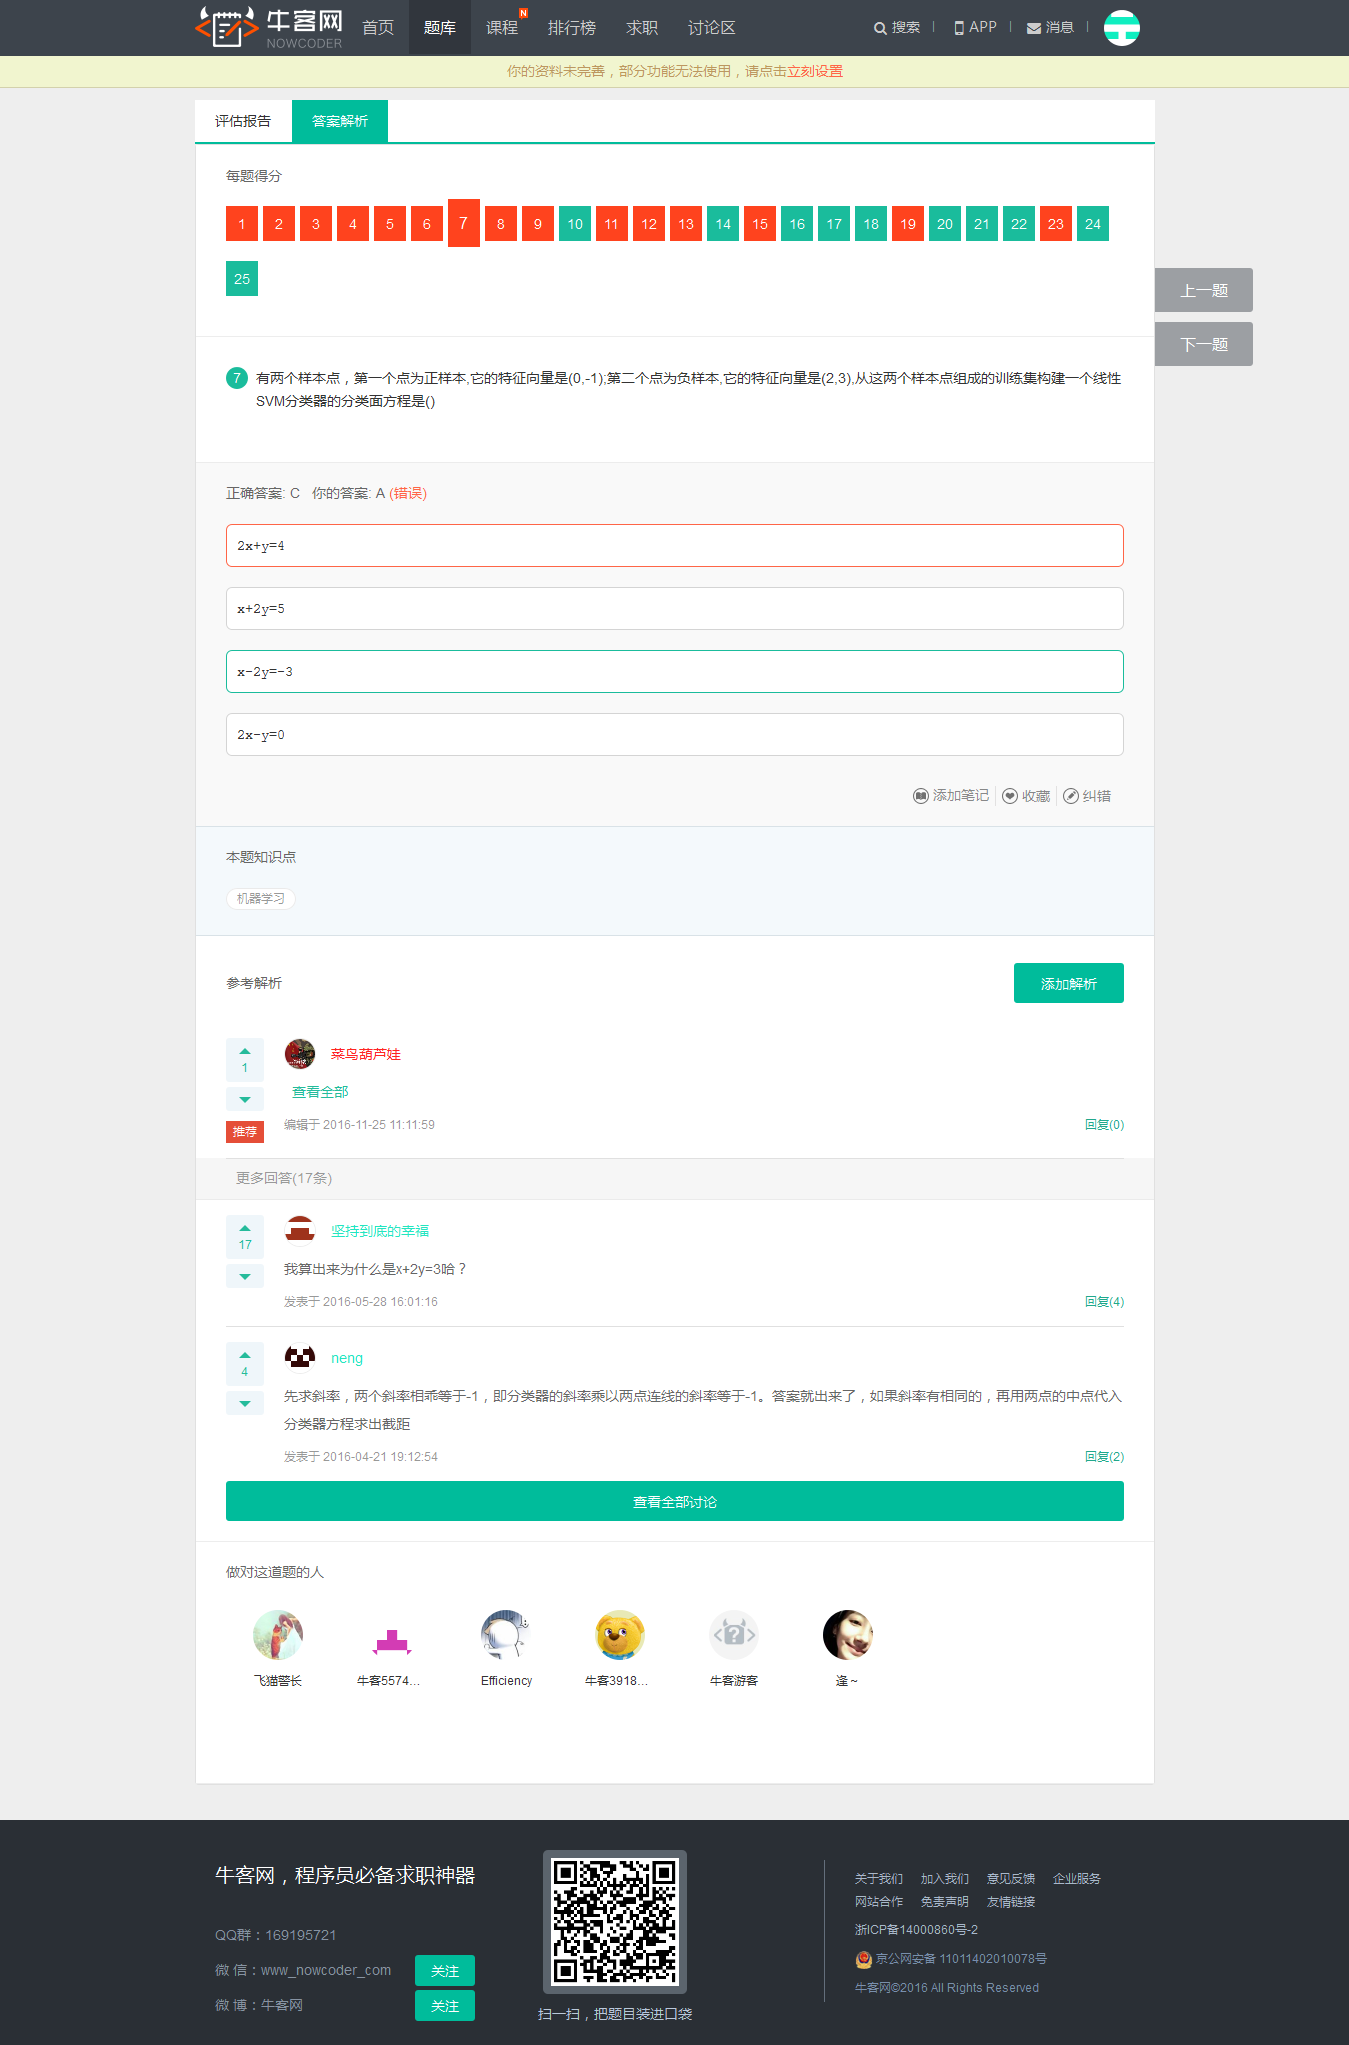 牛客网 NOWCODER 首页 题库 课程 N 排行榜 求职 讨论区 搜索 APP 消息
你的资料未完善，部分功能无法使用，请点击立刻设置
评估报告 答案解析
每题得分
1 2 3 4 5 6 7 8 9 10 11 12 13 14 15 16 17 18 19 20 21 22 23 24
25
上一题
下一题
7 有两个样本点，第一个点为正样本,它的特征向量是(0,-1);第二个点为负样本,它的特征向量是(2,3),从这两个样本点组成的训练集构建一个线性
SVM分类器的分类面方程是()
正确答案: C 你的答案: A (错误)
2x+y=4
x+2y=5
x-2y=-3
2x-y=0
添加笔记 收藏 纠错
本题知识点
机器学习
参考解析 添加解析
1 菜鸟葫芦娃
查看全部
推荐 编辑于 2016-11-25 11:11:59 回复(0)
更多回答(17条)
17 坚持到底的幸福
我算出来为什么是x+2y=3哈？
发表于 2016-05-28 16:01:16 回复(4)
4 neng
先求斜率，两个斜率相乖等于-1，即分类器的斜率乘以两点连线的斜率等于-1。答案就出来了，如果斜率有相同的，再用两点的中点代入
分类器方程求出截距
发表于 2016-04-21 19:12:54 回复(2)
查看全部讨论
做对这道题的人
飞猫警长 牛客5574... Efficiency 牛客3918... 牛客游客 逢～
牛客网，程序员必备求职神器
QQ群：169195721
微 信：www_nowcoder_com 关注
微 博：牛客网 关注
扫一扫，把题目装进口袋
关于我们 加入我们 意见反馈 企业服务
网站合作 免责声明 友情链接
浙ICP备14000860号-2
京公网安备 11011402010078号
牛客网©2016 All Rights Reserved